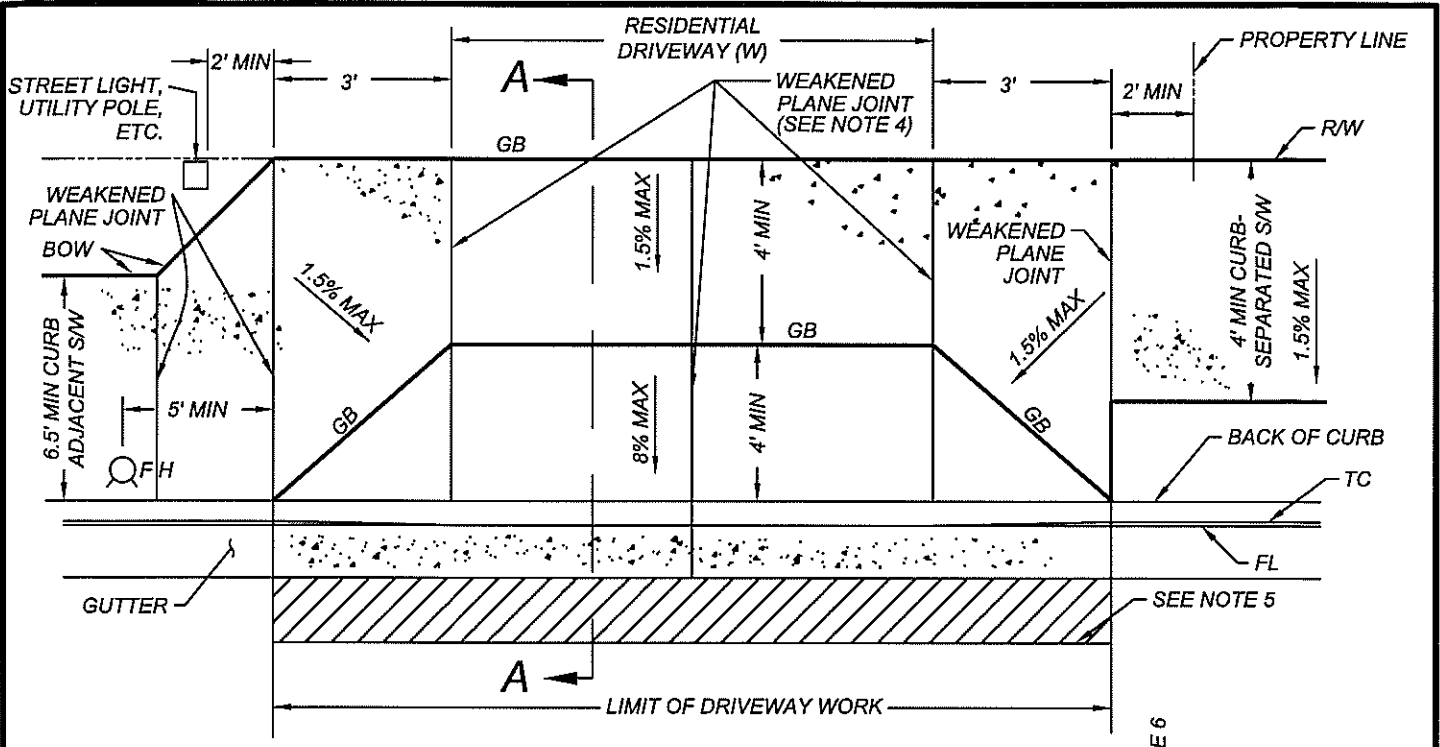 RESIDENTIAL
DRIVEWAY (W)
PROPERTY LINE
2' MIN
3'
A
WEAKENED
PLANE JOINT
(SEE NOTE 4)
3'
2' MIN
STREET LIGHT,
UTILITY POLE,
ETC.
R/W
GB
WEAKENED
PLANE JOINT
BOW
1.5% MAX
4' MIN
WEAKENED
PLANE
JOINT
4' MIN CURB-
SEPARATED S/W
1.5% MAX
1.5% MAX
1.5% MAX
GB
6.5' MIN CURB
ADJACENT S/W
5' MIN
GB
8% MAX
4' MIN
GB
BACK OF CURB
FH
TC
FL
GUTTER
SEE NOTE 5
A
LIMIT OF DRIVEWAY WORK
E 6